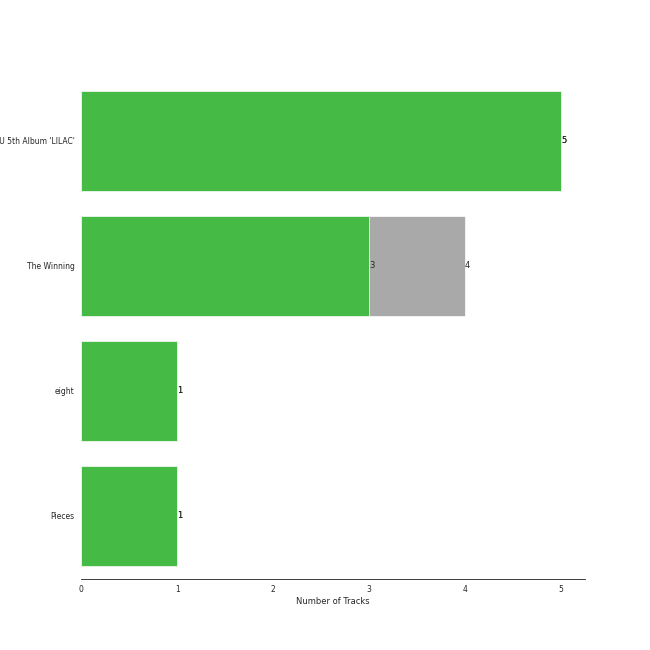 U 5th Album 'LILAC'
5
The Winning
3
4
eight
1
Pieces
1
0 1 2 3 4 5
Number of Tracks